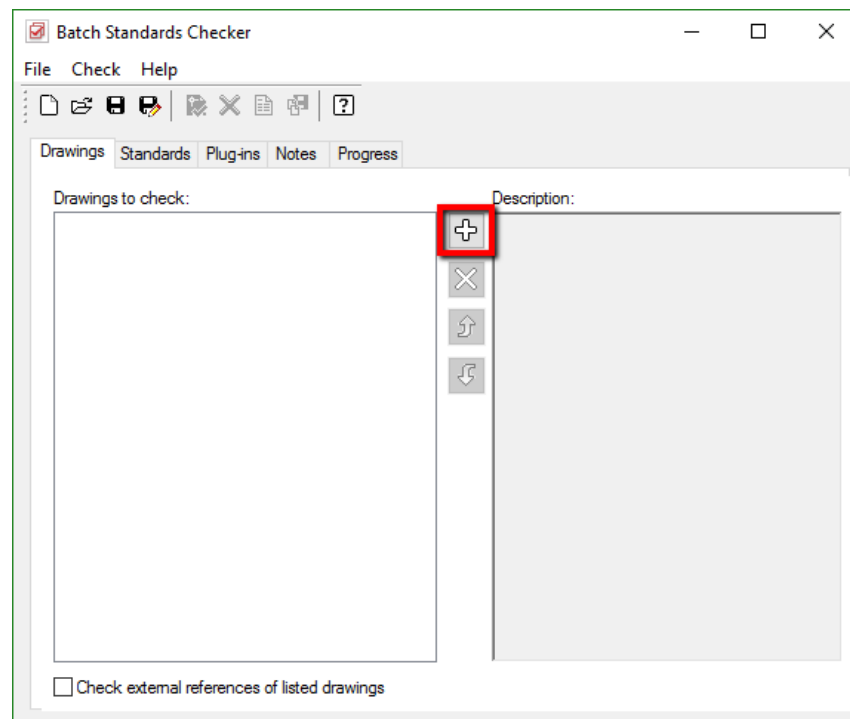 Batch Standards Checker
File Check Help
Drawings Standards Plug-ins Notes Progress
Drawings to check:
Description:
Check external references of listed drawings